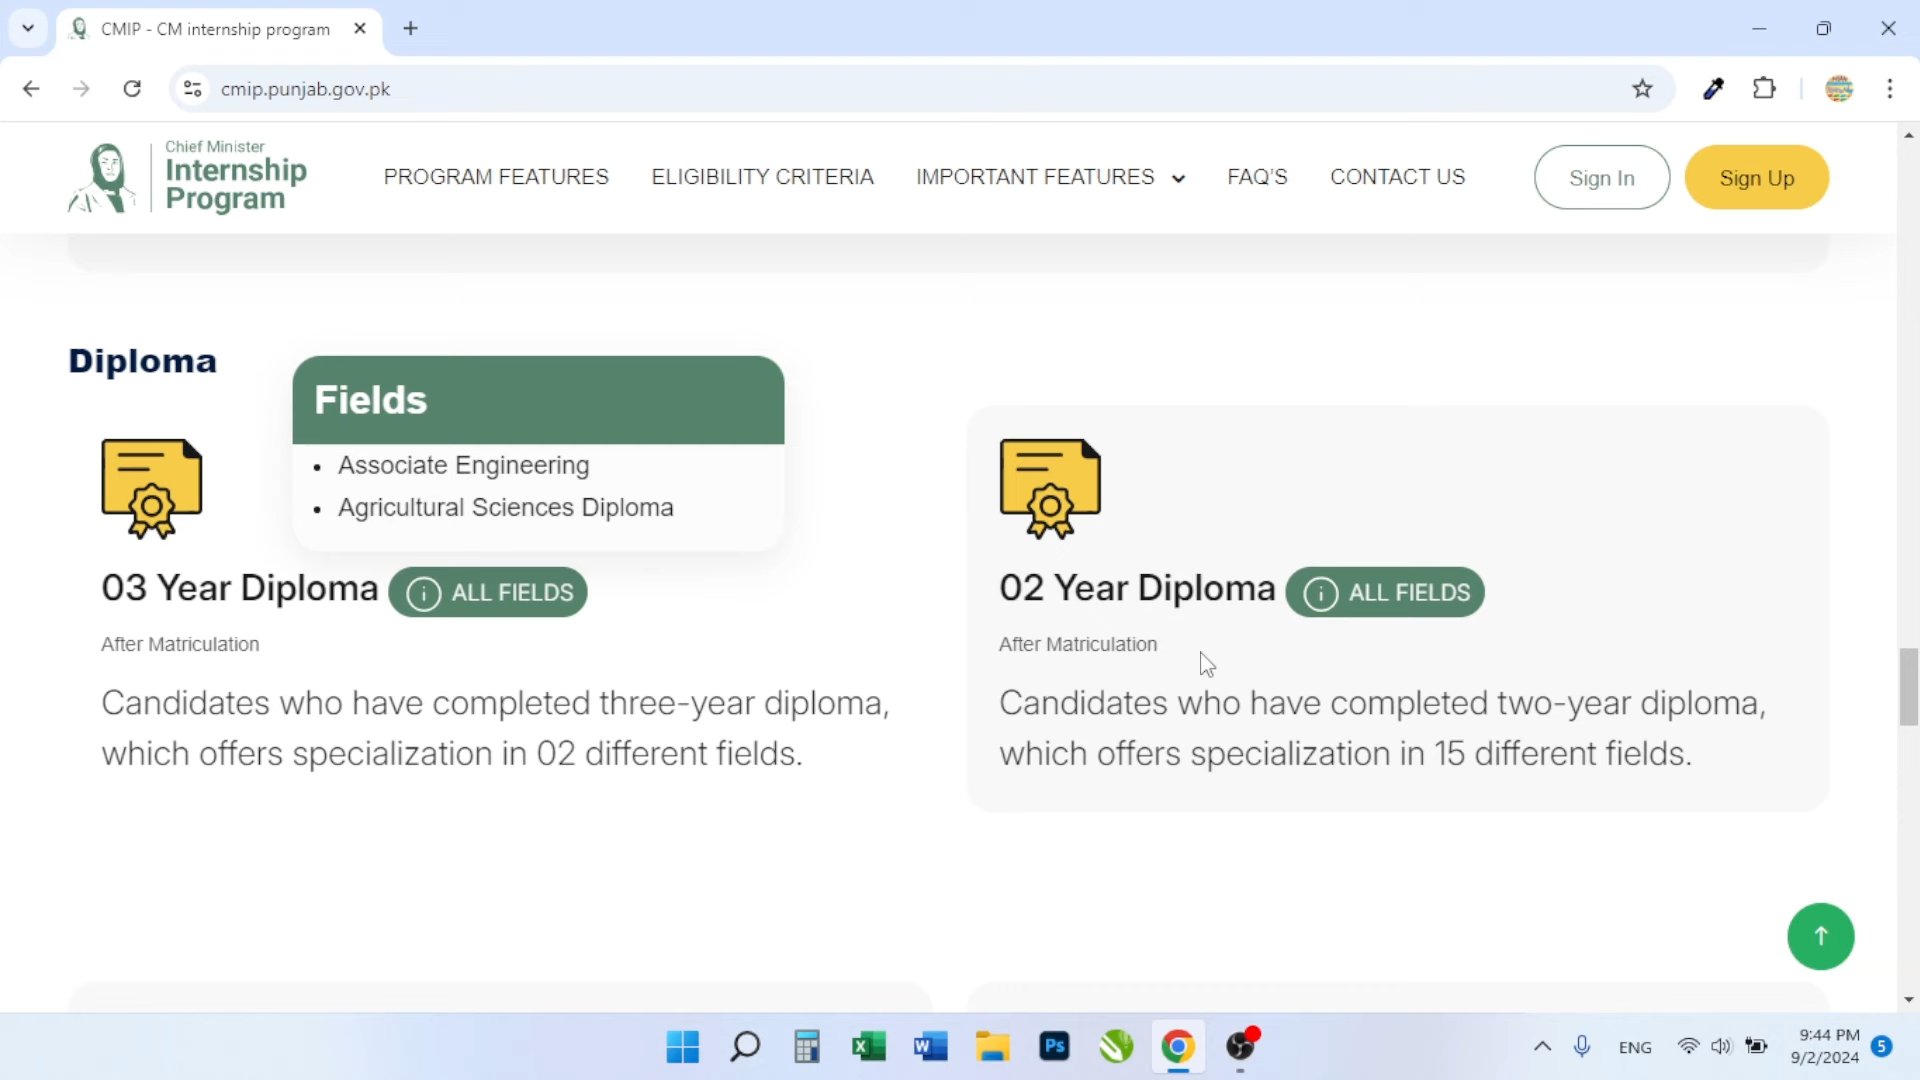 CMIP - CM internship program
cmip.punjab.gov.pk
Chief Minister
Internship
Program
PROGRAM FEATURES
ELIGIBILITY CRITERIA
IMPORTANT FEATURES
FAQ'S
CONTACT US
Sign In
Sign Up
Diploma
Fields
• Associate Engineering
• Agricultural Sciences Diploma
03 Year Diploma
i ALL FIELDS
After Matriculation
Candidates who have completed three-year diploma,
which offers specialization in 02 different fields.
02 Year Diploma
i ALL FIELDS
After Matriculation
Candidates who have completed two-year diploma,
which offers specialization in 15 different fields.
X
W
Ps
ENG
9:44 PM
9/2/2024
5